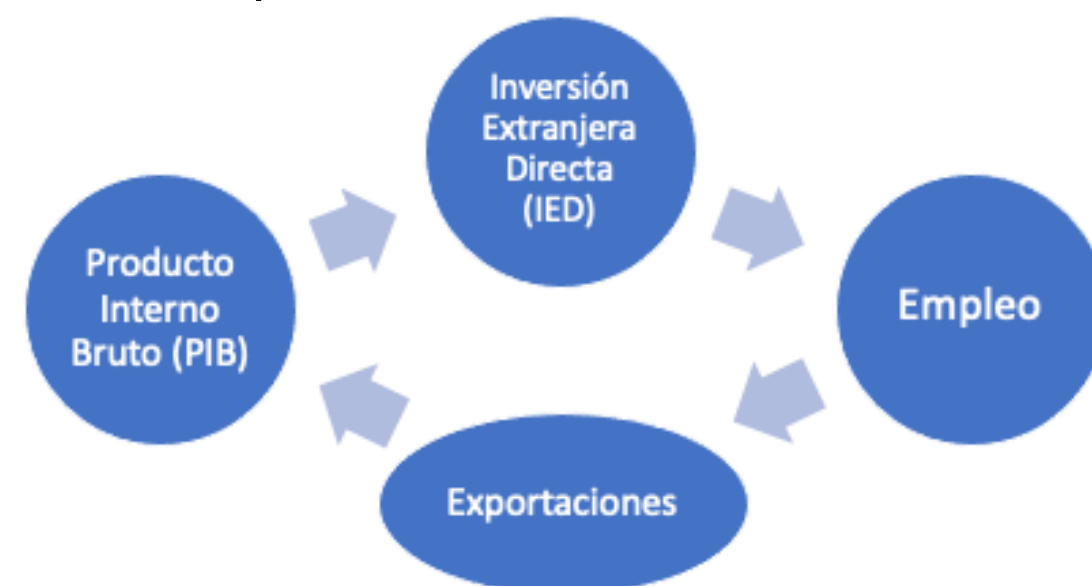 Inversión
Extranjera
Directa
(IED)
Producto
Interno
Bruto (PIB)
Empleo
Exportaciones